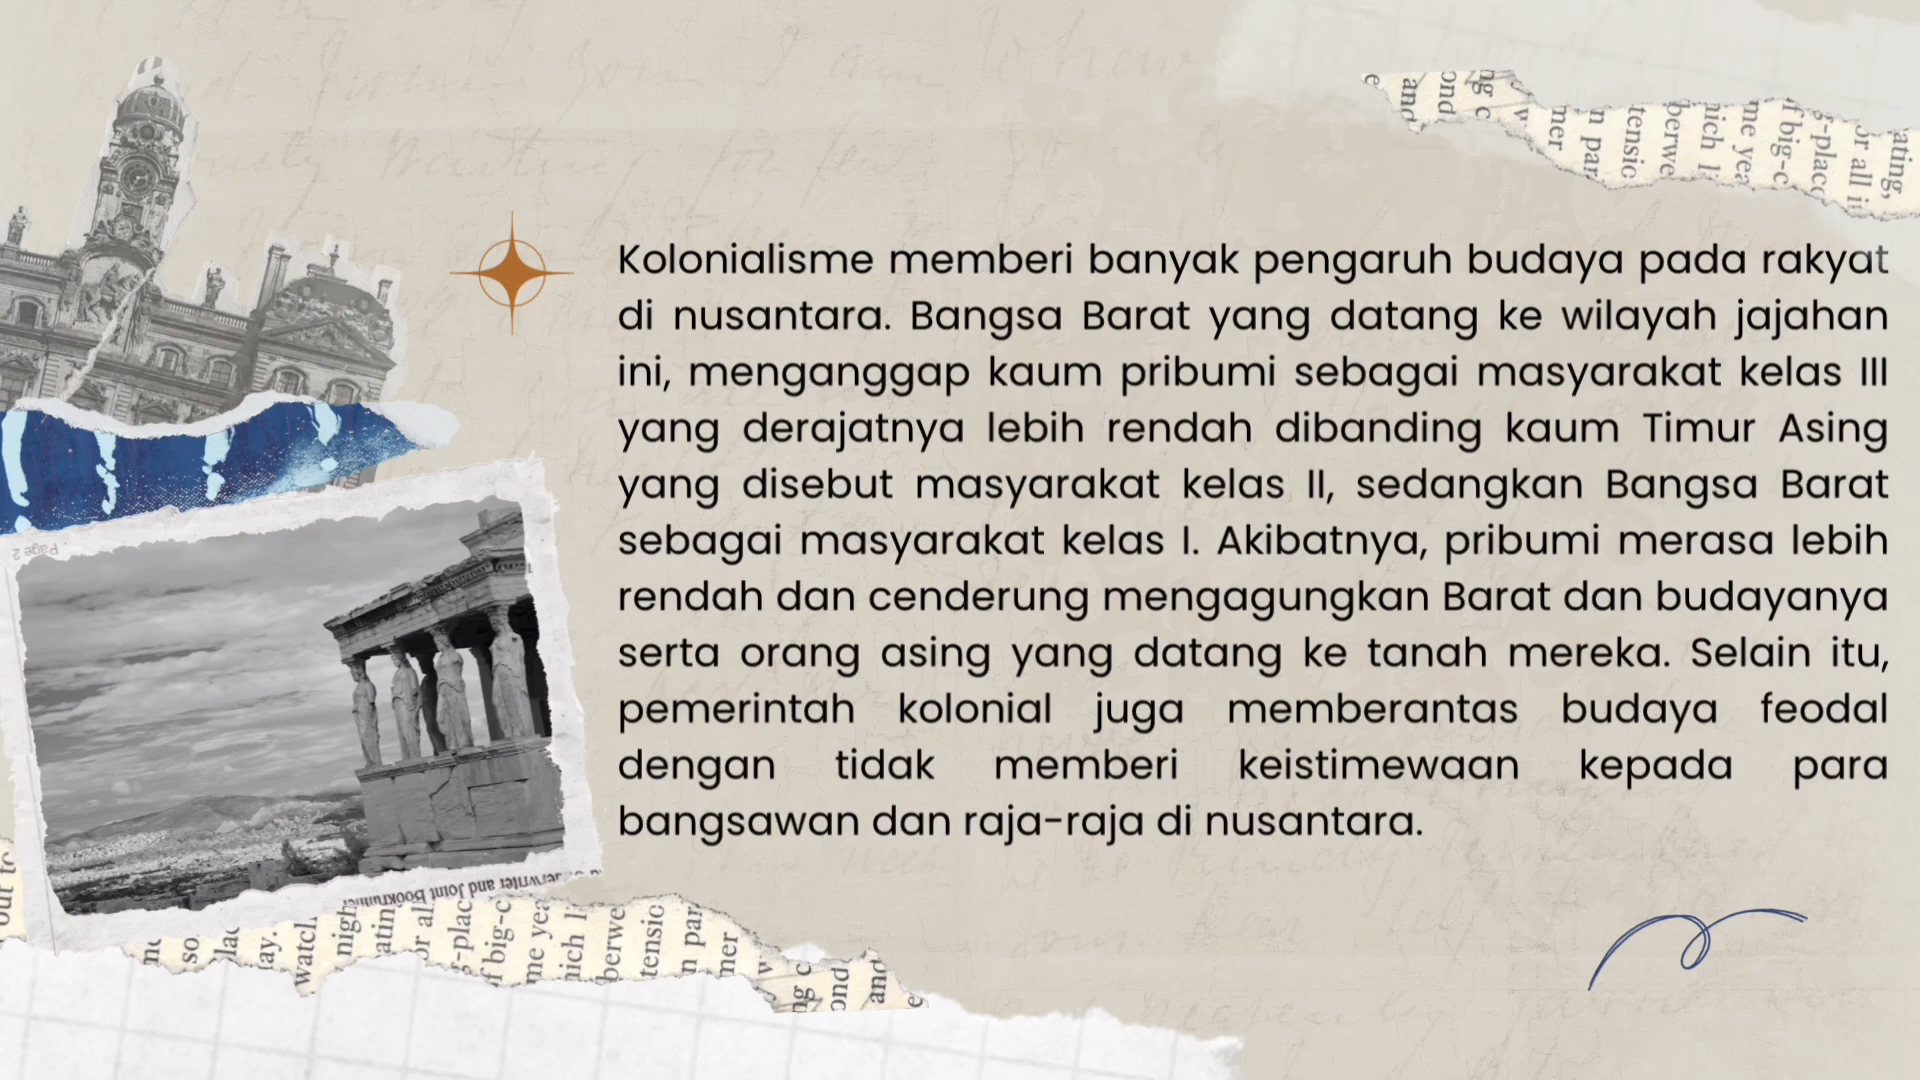 Kolonialisme memberi banyak pengaruh budaya pada rakyat
di nusantara. Bangsa Barat yang datang ke wilayah jajahan
ini, menganggap kaum pribumi sebagai masyarakat kelas III
yang derajatnya lebih rendah dibanding kaum Timur Asing
yang disebut masyarakat kelas II, sedangkan Bangsa Barat
sebagai masyarakat kelas I. Akibatnya, pribumi merasa lebih
rendah dan cenderung mengagungkan Barat dan budayanya
serta orang asing yang datang ke tanah mereka. Selain itu,
pemerintah kolonial juga memberantas budaya feodal
dengan tidak memberi keistimewaan kepada para
bangsawan dan raja-raja di nusantara.
Page 2